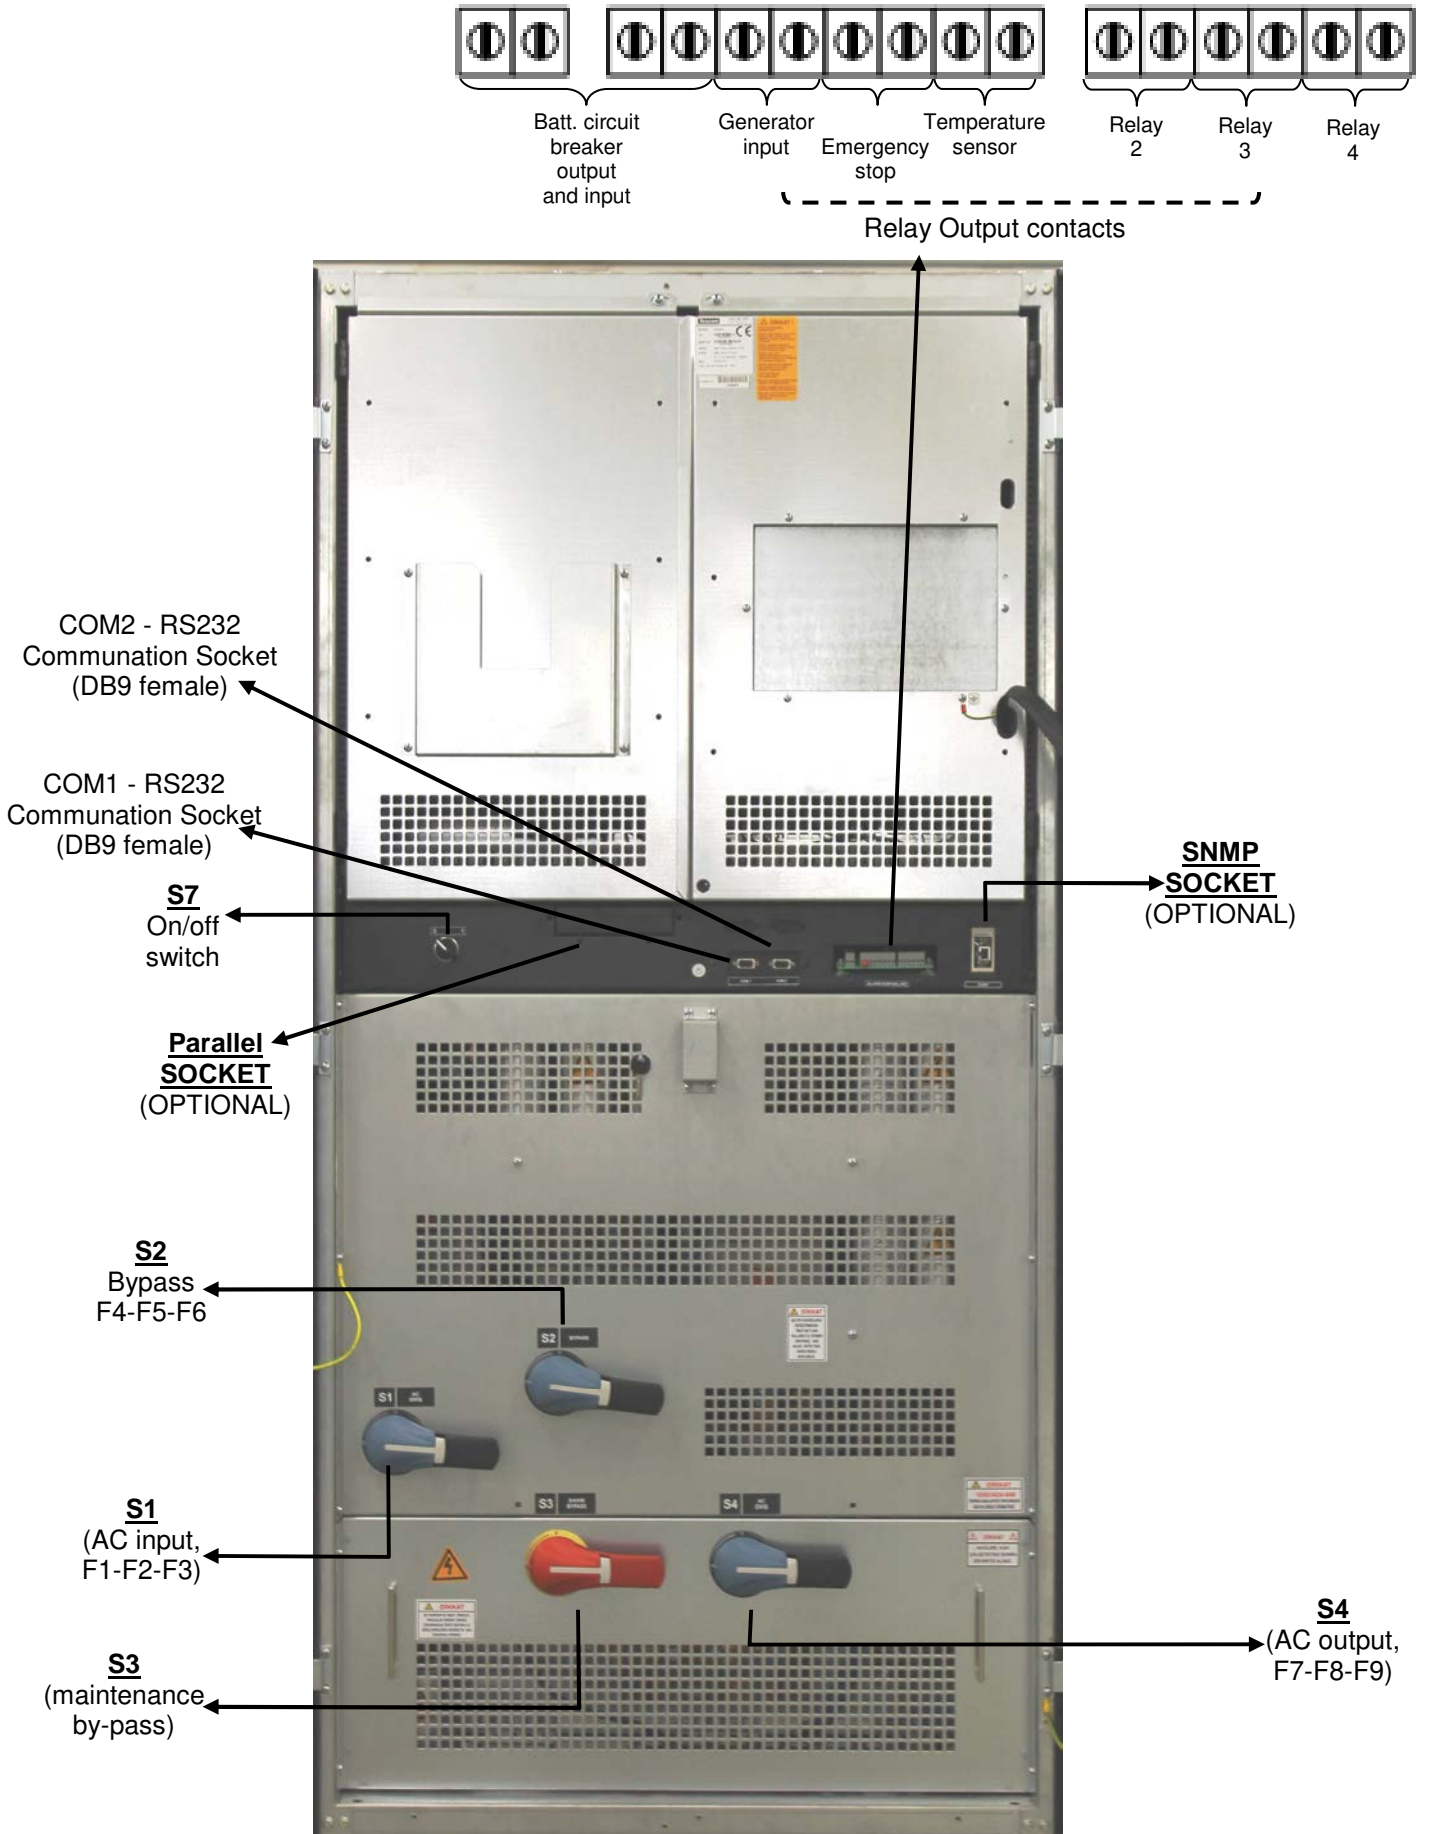 Batt. circuit
breaker
output
and input
Generator
input
Emergency
stop
Temperature
sensor
Relay
2
Relay
3
Relay
4
Relay Output contacts
COM2 - RS232
Communation Socket
(DB9 female)
COM1 - RS232
Communation Socket
(DB9 female)
S7
On/off
switch
SNMP
SOCKET
(OPTIONAL)
Parallel
SOCKET
(OPTIONAL)
S2
Bypass
F4-F5-F6
S2 BYPASS
S1
S3
BYPASS
S4
S1
(AC input,
F1-F2-F3)
S3
(maintenance
by-pass)
S4
(AC output,
F7-F8-F9)